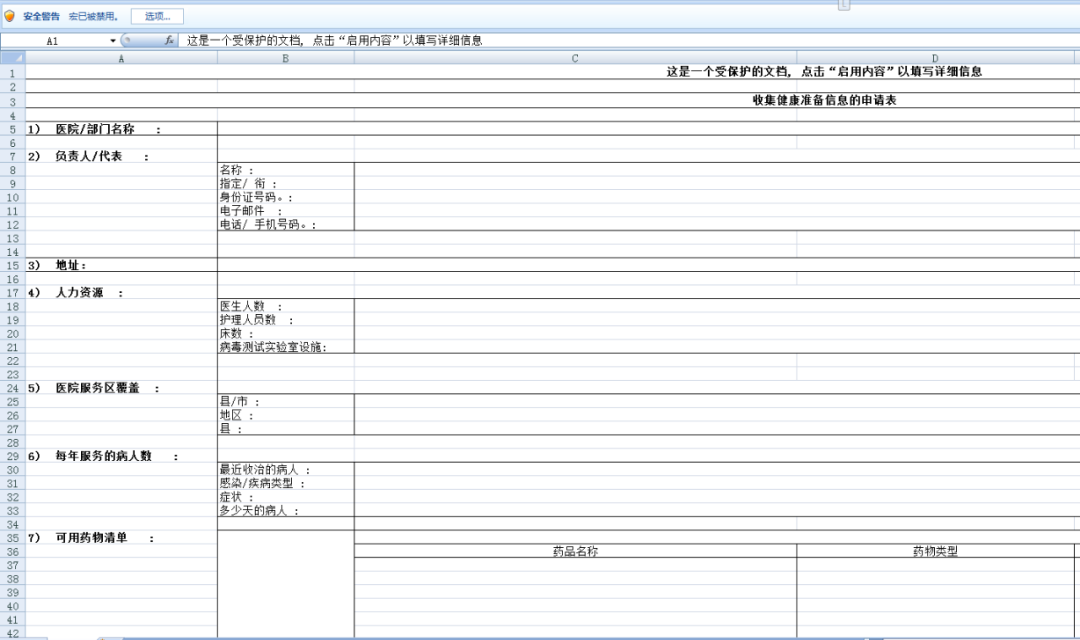 安全警告 宏已被禁用。 选项...
A1 fx 这是一个受保护的文档, 点击“启用内容”以填写详细信息
A B C D
1 这是一个受保护的文档, 点击“启用内容”以填写详细信息
2
3 收集健康准备信息的申请表
4
5 1) 医院/部门名称 :
6
7 2) 负责人/代表 :
8 名称 :
9 指定/ 衔 :
10 身份证号码。:
11 电子邮件 :
12 电话/ 手机号码。:
13
14
15 3) 地址:
16
17 4) 人力资源 :
18 医生人数 :
19 护理人员数 :
20 床数 :
21 病毒测试实验室设施:
22
23
24 5) 医院服务区覆盖 :
25 县/市 :
26 地区 :
27 县 :
28
29 6) 每年服务的病人数 :
30 最近收治的病人 :
31 感染/疾病类型 :
32 症状 :
33 多少天的病人 :
34
35 7) 可用药物清单 :
36 药品名称 药物类型
37
38
39
40
41
42